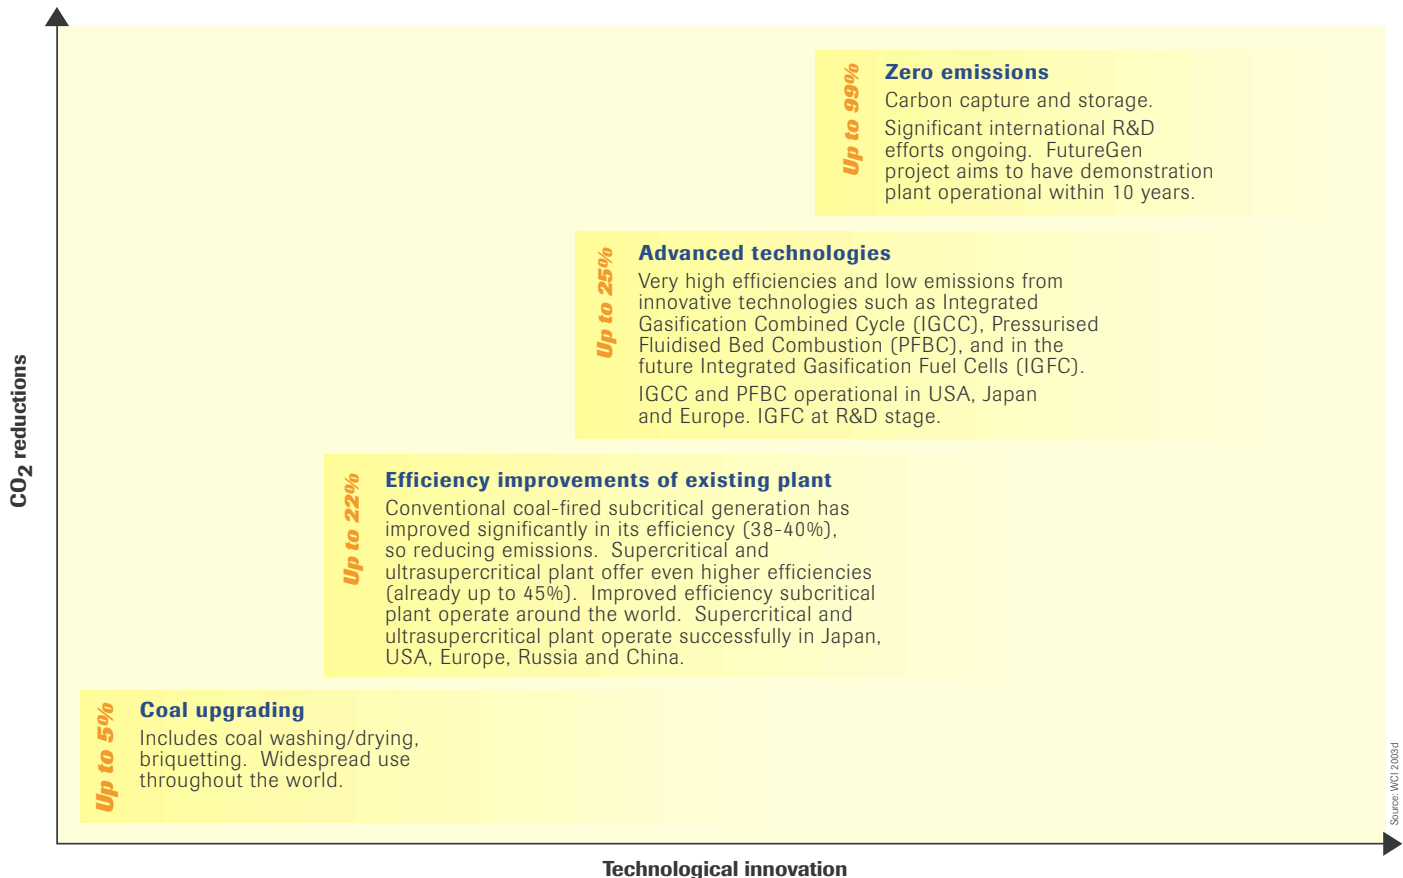 CO2 reductions
Up to 99%
Zero emissions
Carbon capture and storage.
Significant international R&D
efforts ongoing.  FutureGen
project aims to have demonstration
plant operational within 10 years.
Up to 25%
Advanced technologies
Very high efficiencies and low emissions from
innovative technologies such as Integrated
Gasification Combined Cycle (IGCC), Pressurised
Fluidised Bed Combustion (PFBC), and in the
future Integrated Gasification Fuel Cells (IGFC).
IGCC and PFBC operational in USA, Japan
and Europe. IGFC at R&D stage.
Up to 22%
Efficiency improvements of existing plant
Conventional coal-fired subcritical generation has
improved significantly in its efficiency (38-40%),
so reducing emissions.  Supercritical and
ultrasupercritical plant offer even higher efficiencies
(already up to 45%).  Improved efficiency subcritical
plant operate around the world.  Supercritical and
ultrasupercritical plant operate successfully in Japan,
USA, Europe, Russia and China.
Up to 5%
Coal upgrading
Includes coal washing/drying,
briquetting.  Widespread use
throughout the world.
Source: WCI 2003d
Technological innovation